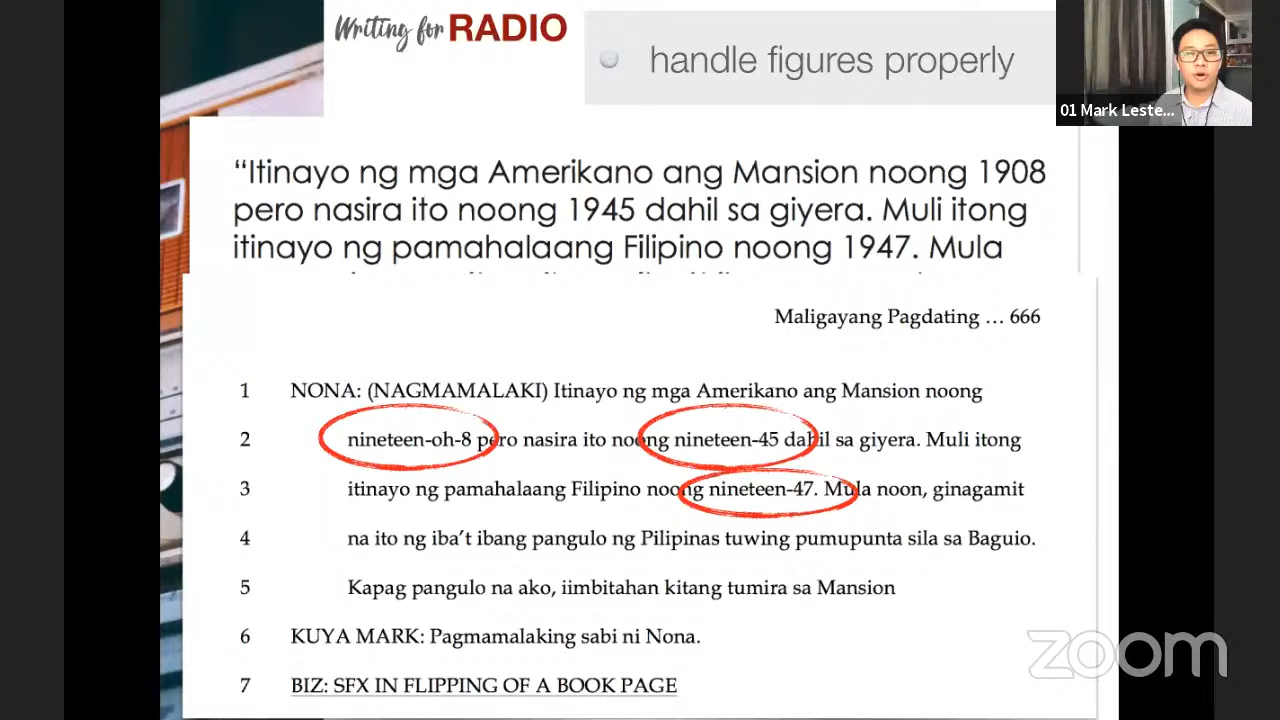 Writing for RADIO
handle figures properly
01 Mark Leste...
“Itinayo ng mga Amerikano ang Mansion noong 1908
pero nasira ito noong 1945 dahil sa giyera. Muli itong
itinayo ng pamahalaang Filipino noong 1947. Mula
Maligayang Pagdating … 666
1 NONA: (NAGMAMALAKI) Itinayo ng mga Amerikano ang Mansion noong
2 nineteen-oh-8 pero nasira ito noong nineteen-45 dahil sa giyera. Muli itong
3 itinayo ng pamahalaang Filipino noong nineteen-47. Mula noon, ginagamit
4 na ito ng iba’t ibang pangulo ng Pilipinas tuwing pumupunta sila sa Baguio.
5 Kapag pangulo na ako, iimbitahan kitang tumira sa Mansion
6 KUYA MARK: Pagmamalaking sabi ni Nona.
7 BIZ: SFX IN FLIPPING OF A BOOK PAGE
zoom